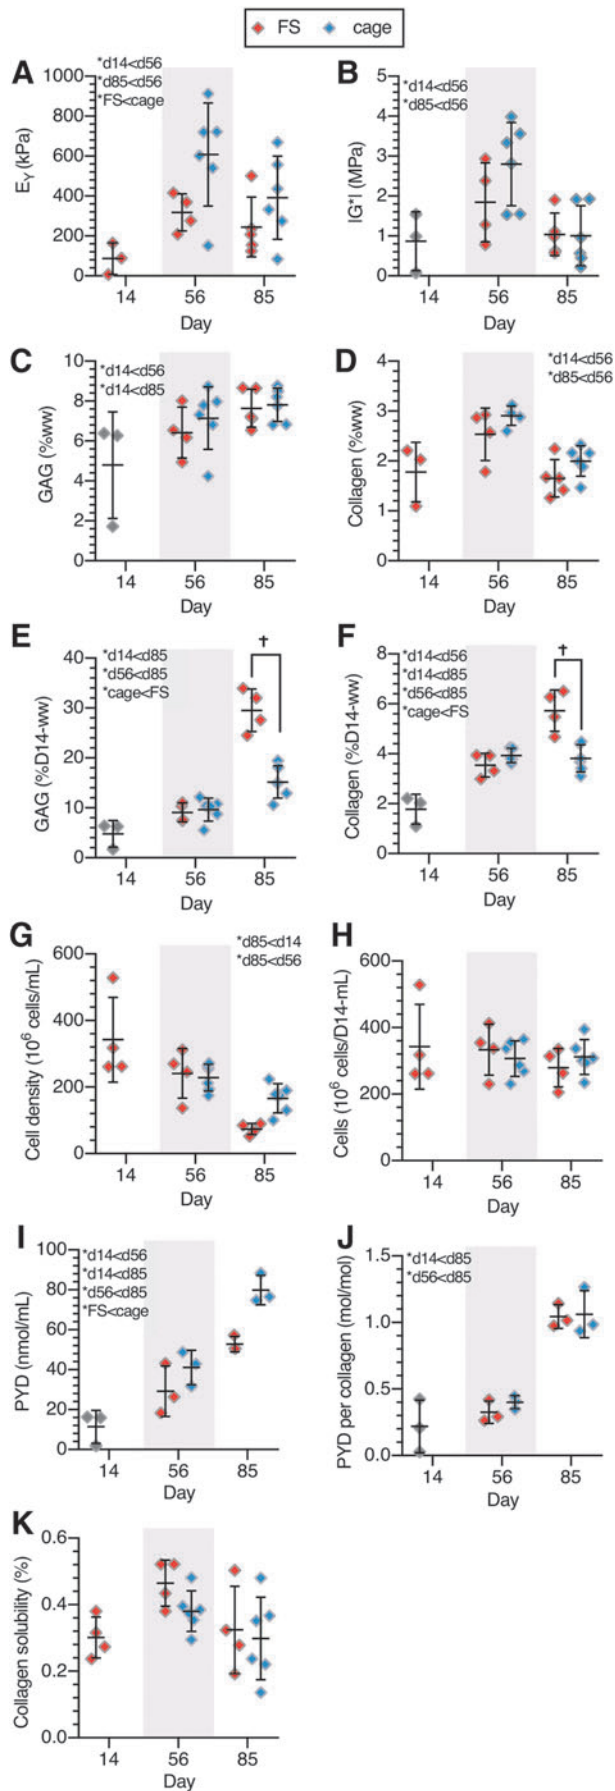 FS cage
A
*d14<d56
*d85<d56
*FS<cage
E_Y (kPa)
1000
800
600
400
200
0
14 56 85
Day
B
*d14<d56
*d85<d56
|G*| (MPa)
5
4
3
2
1
0
14 56 85
Day
C
*d14<d56
*d14<d85
GAG (%ww)
10
8
6
4
2
0
14 56 85
Day
D
*d14<d56
*d85<d56
Collagen (%ww)
4
3
2
1
0
14 56 85
Day
E
*d14<d85
*d56<d85
*cage<FS
†
GAG (%D14-ww)
40
30
20
10
0
14 56 85
Day
F
*d14<d56
*d14<d85
*d56<d85
*cage<FS
†
Collagen (%D14-ww)
8
6
4
2
0
14 56 85
Day
G
*d85<d14
*d85<d56
Cell density (10⁶ cells/mL)
600
400
200
0
14 56 85
Day
H
Cells (10⁶ cells/D14-mL)
600
400
200
0
14 56 85
Day
I
*d14<d56
*d14<d85
*d56<d85
*FS<cage
PYD (nmol/mL)
100
80
60
40
20
0
14 56 85
Day
J
*d14<d85
*d56<d85
PYD per collagen (mol/mol)
1.5
1.0
0.5
0.0
14 56 85
Day
K
Collagen solubility (%)
0.6
0.4
0.2
0.0
14 56 85
Day